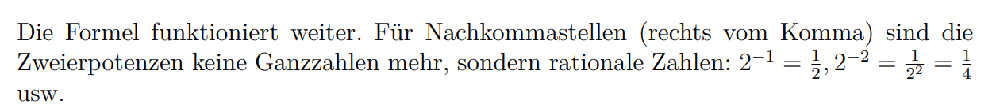 Die Formel funktioniert weiter. Für Nachkommastellen (rechts vom Komma) sind die
Zweierpotenzen keine Ganzzahlen mehr, sondern rationale Zahlen: $2^{-1} = \frac{1}{2}, 2^{-2} = \frac{1}{2^2} = \frac{1}{4}$
usw.